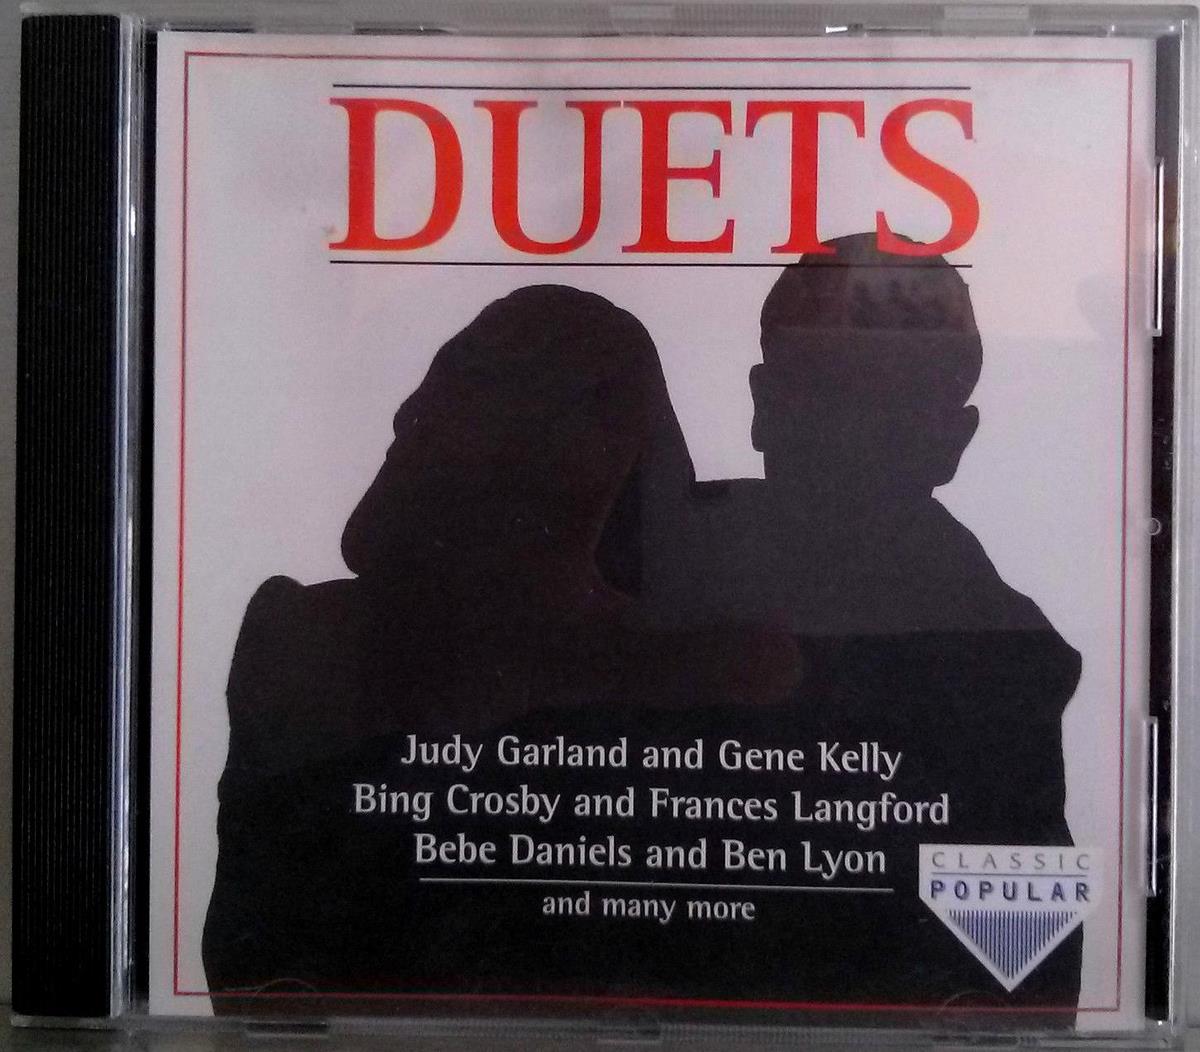 DUETS
Judy Garland and Gene Kelly
Bing Crosby and Frances Langford
Bebe Daniels and Ben Lyon
and many more
CLASSIC
POPULAR